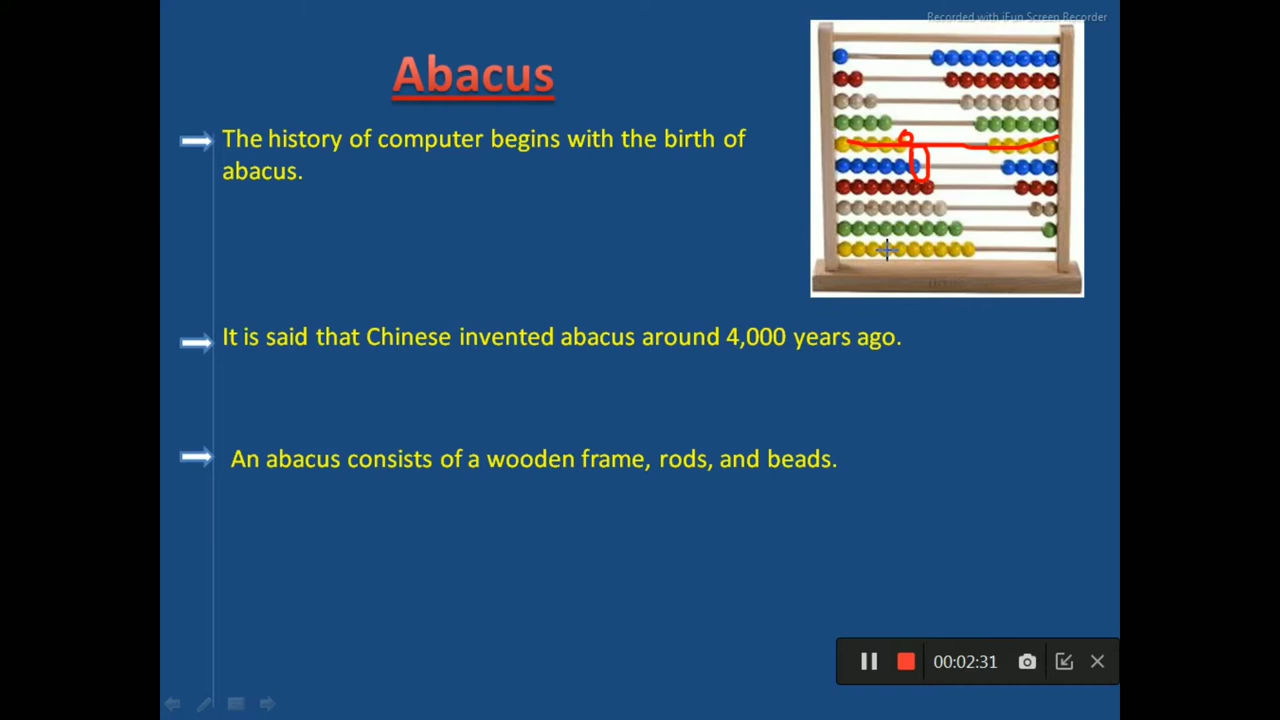 Recorded with iFun Screen Recorder
Abacus
The history of computer begins with the birth of
abacus.
It is said that Chinese invented abacus around 4,000 years ago.
An abacus consists of a wooden frame, rods, and beads.
00:02:31